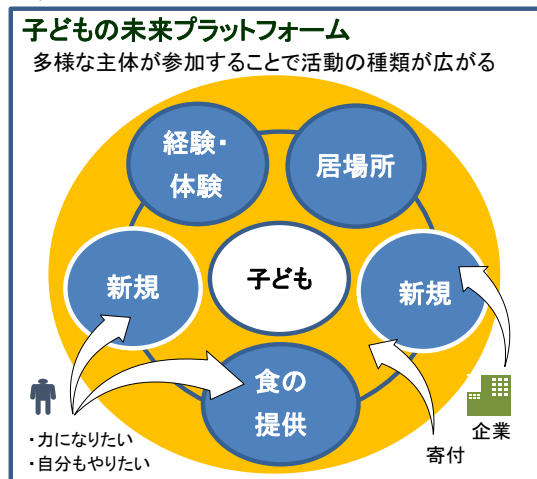 子どもの未来プラットフォーム
多様な主体が参加することで活動の種類が広がる
経験・
体験
居場所
新規
子ども
新規
食の
提供
・力になりたい
・自分もやりたい
寄付
企業